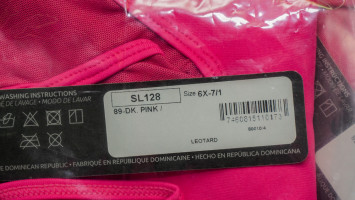 WASHING INSTRUCTIONS
DE LAVAGE - MODO DE LAVAR
SL128
Size 6X-7/1
89-DK. PINK /
LEOTARD
DOMINICAN REPUBLIC • FABRIQUÉ EN RÉPUBLIQUE DOMINICAINE • HECHO EN REPÚBLICA DOMINICANA